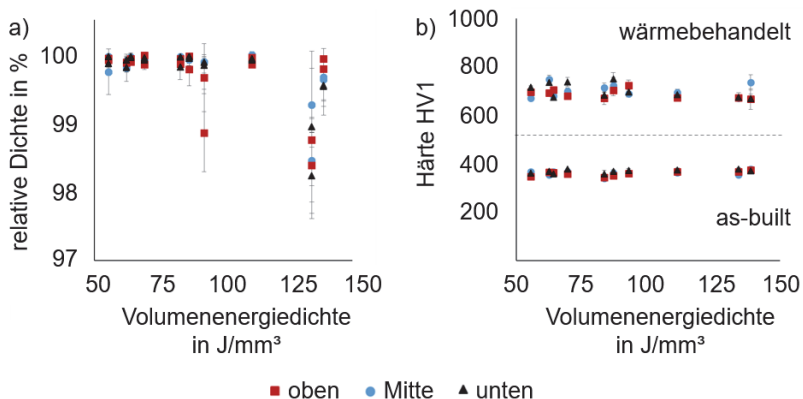 a)
relative Dichte in %
100
99
98
97
50
75
100
125
150
Volumenenergiedichte
in J/mm³
b)
Härte HV1
1000
800
600
400
200
wärmebehandelt
as-built
50
75
100
125
150
Volumenenergiedichte
in J/mm³
oben Mitte unten